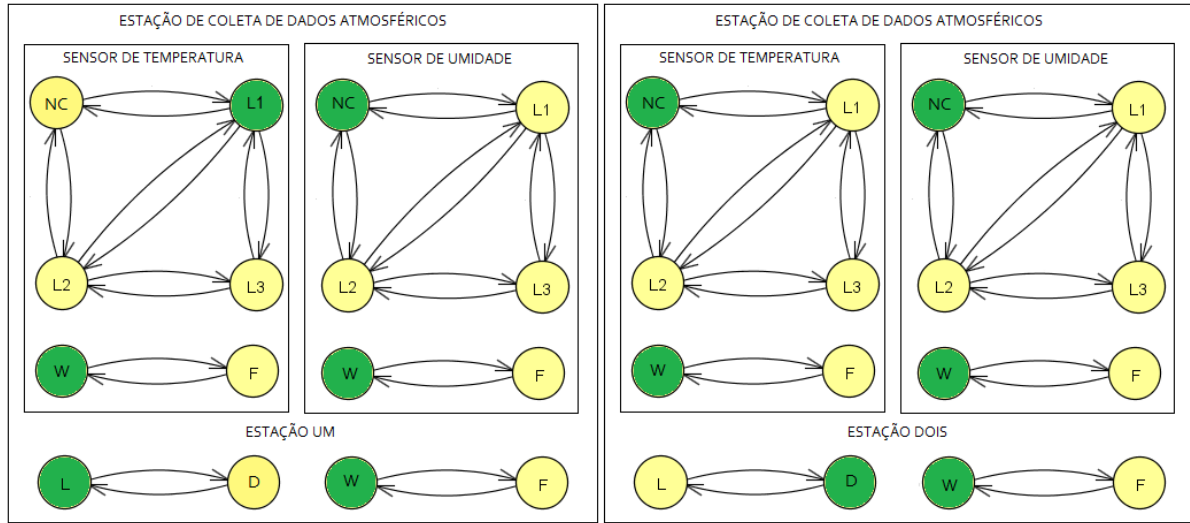 ESTAÇÃO DE COLETA DE DADOS ATMOSFÉRICOS
SENSOR DE TEMPERATURA
NC
L1
L2
L3
W
F
SENSOR DE UMIDADE
NC
L1
L2
L3
W
F
ESTAÇÃO UM
L
D
W
F
ESTAÇÃO DE COLETA DE DADOS ATMOSFÉRICOS
SENSOR DE TEMPERATURA
NC
L1
L2
L3
W
F
SENSOR DE UMIDADE
NC
L1
L2
L3
W
F
ESTAÇÃO DOIS
L
D
W
F